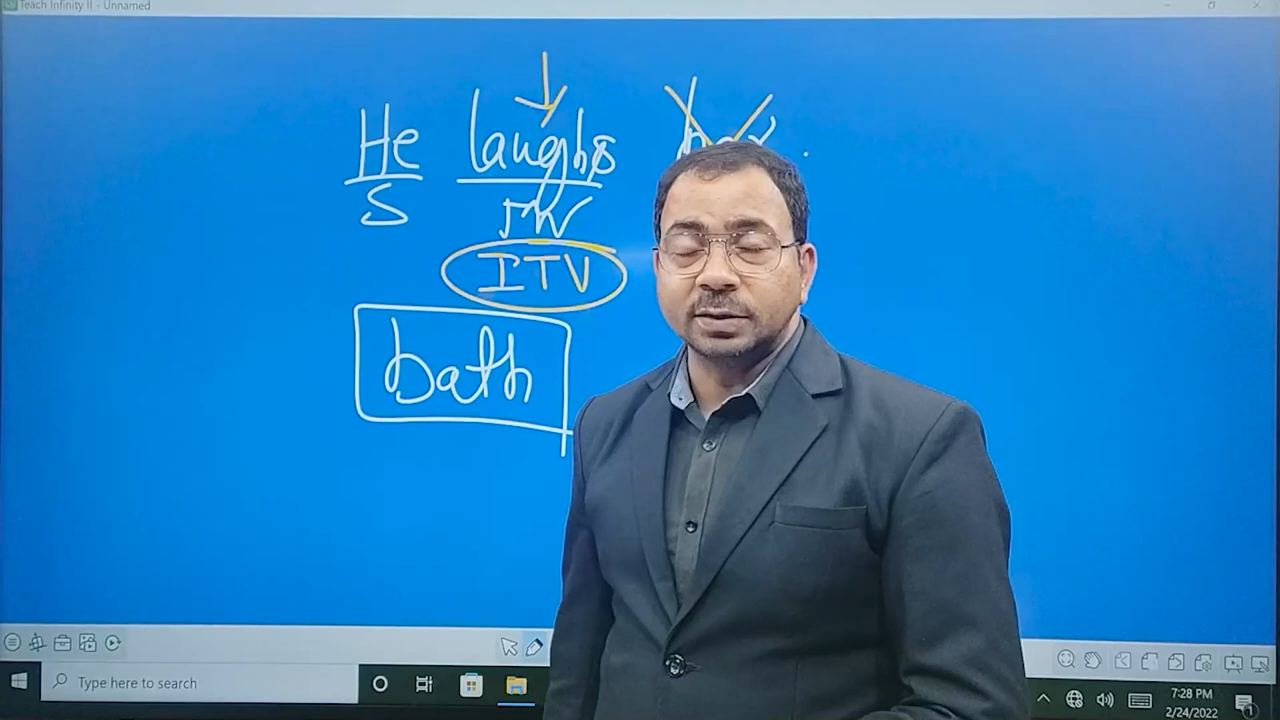 Teach Infinity II - Unnamed
He laughs .
S MV
ITV
bath
Type here to search
7:28 PM
2/24/2022
1